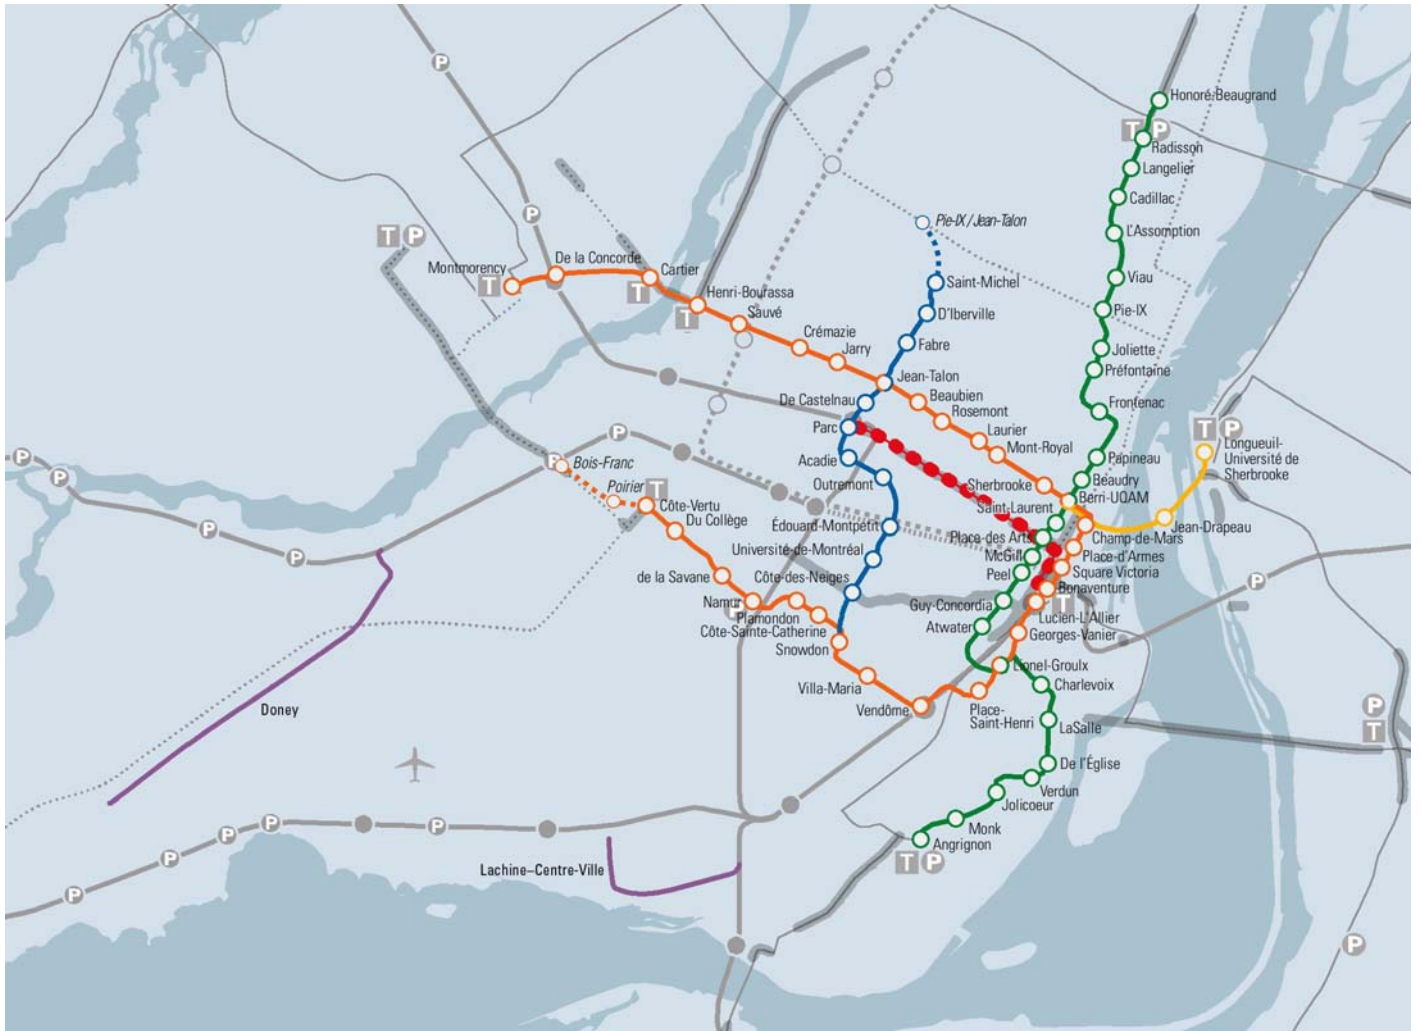 P
Honoré-Beaugrand
T P
Radisson
Langelier
Cadillac
P
Pie-IX / Jean-Talon
L'Assomption
T P
De la Concorde
Montmorency
T
Cartier
T
Viau
Saint-Michel
Henri-Bourassa
T
Sauvé
D'Iberville
Pie-IX
Crémazie
Jarry
Fabre
Joliette
Préfontaine
Jean-Talon
De Castelnau
Beaubien
Rosemont
Frontenac
Parc
Laurier
Mont-Royal
P
T P
Longueuil-
Université de
Sherbrooke
P
P
P
Bois-Franc
Acadie
Papineau
Outremont
Sherbrooke
Beaudry
Poirier
T
Berri-UQAM
Côte-Vertu
Du Collège
Saint-Laurent
Édouard-Montpétit
Jean-Drapeau
Place-des-Arts
Champ-de-Mars
P
P
Université-de-Montréal
McGill
Place-d'Armes
de la Savane
Côte-des-Neiges
Peel
Square Victoria
P
Bonaventure
Namur
P
Plamondon
Guy-Concordia
T
Lucien-L'Allier
Côte-Sainte-Catherine
Atwater
Georges-Vanier
Snowdon
Lionel-Groulx
Villa-Maria
Charlevoix
Doney
Vendôme
Place-
Saint-Henri
LaSalle
P
T
De l'Église
Verdun
Jolicoeur
P
P
P
Monk
Angrignon
P
T P
Lachine–Centre-Ville
P
P